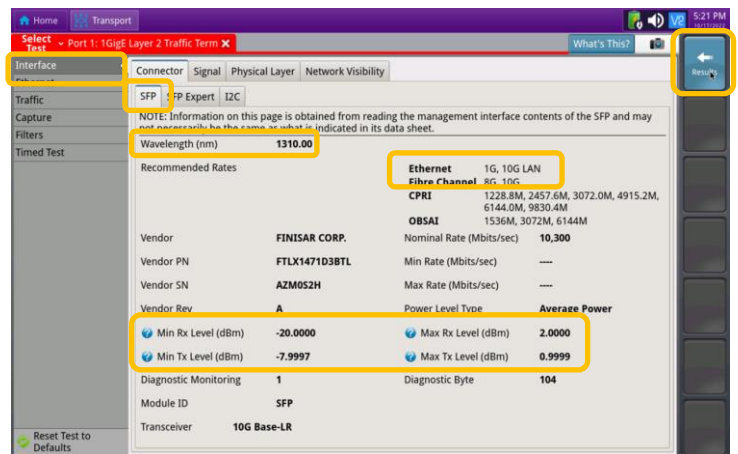 Home
Transport
5:21 PM
10/11/2022
Select Test
Port 1: 1GigE Layer 2 Traffic Term
What's This?
Results
Interface
Ethernet
Traffic
Capture
Filters
Timed Test
Reset Test to
Defaults
Connector Signal Physical Layer Network Visibility
SFP SFP Expert I2C
NOTE: Information on this page is obtained from reading the management interface contents of the SFP and may
not necessarily be the same as what is indicated in its data sheet.
Wavelength (nm) 1310.00
Recommended Rates Ethernet 1G, 10G LAN
Fibre Channel 8G, 10G
CPRI 1228.8M, 2457.6M, 3072.0M, 4915.2M,
6144.0M, 9830.4M
OBSAI 1536M, 3072M, 6144M
Vendor FINISAR CORP. Nominal Rate (Mbits/sec) 10,300
Vendor PN FTLX1471D3BTL Min Rate (Mbits/sec) ----
Vendor SN AZM0S2H Max Rate (Mbits/sec) ----
Vendor Rev A Power Level Type Average Power
Min Rx Level (dBm) -20.0000 Max Rx Level (dBm) 2.0000
Min Tx Level (dBm) -7.9997 Max Tx Level (dBm) 0.9999
Diagnostic Monitoring 1 Diagnostic Byte 104
Module ID SFP
Transceiver 10G Base-LR